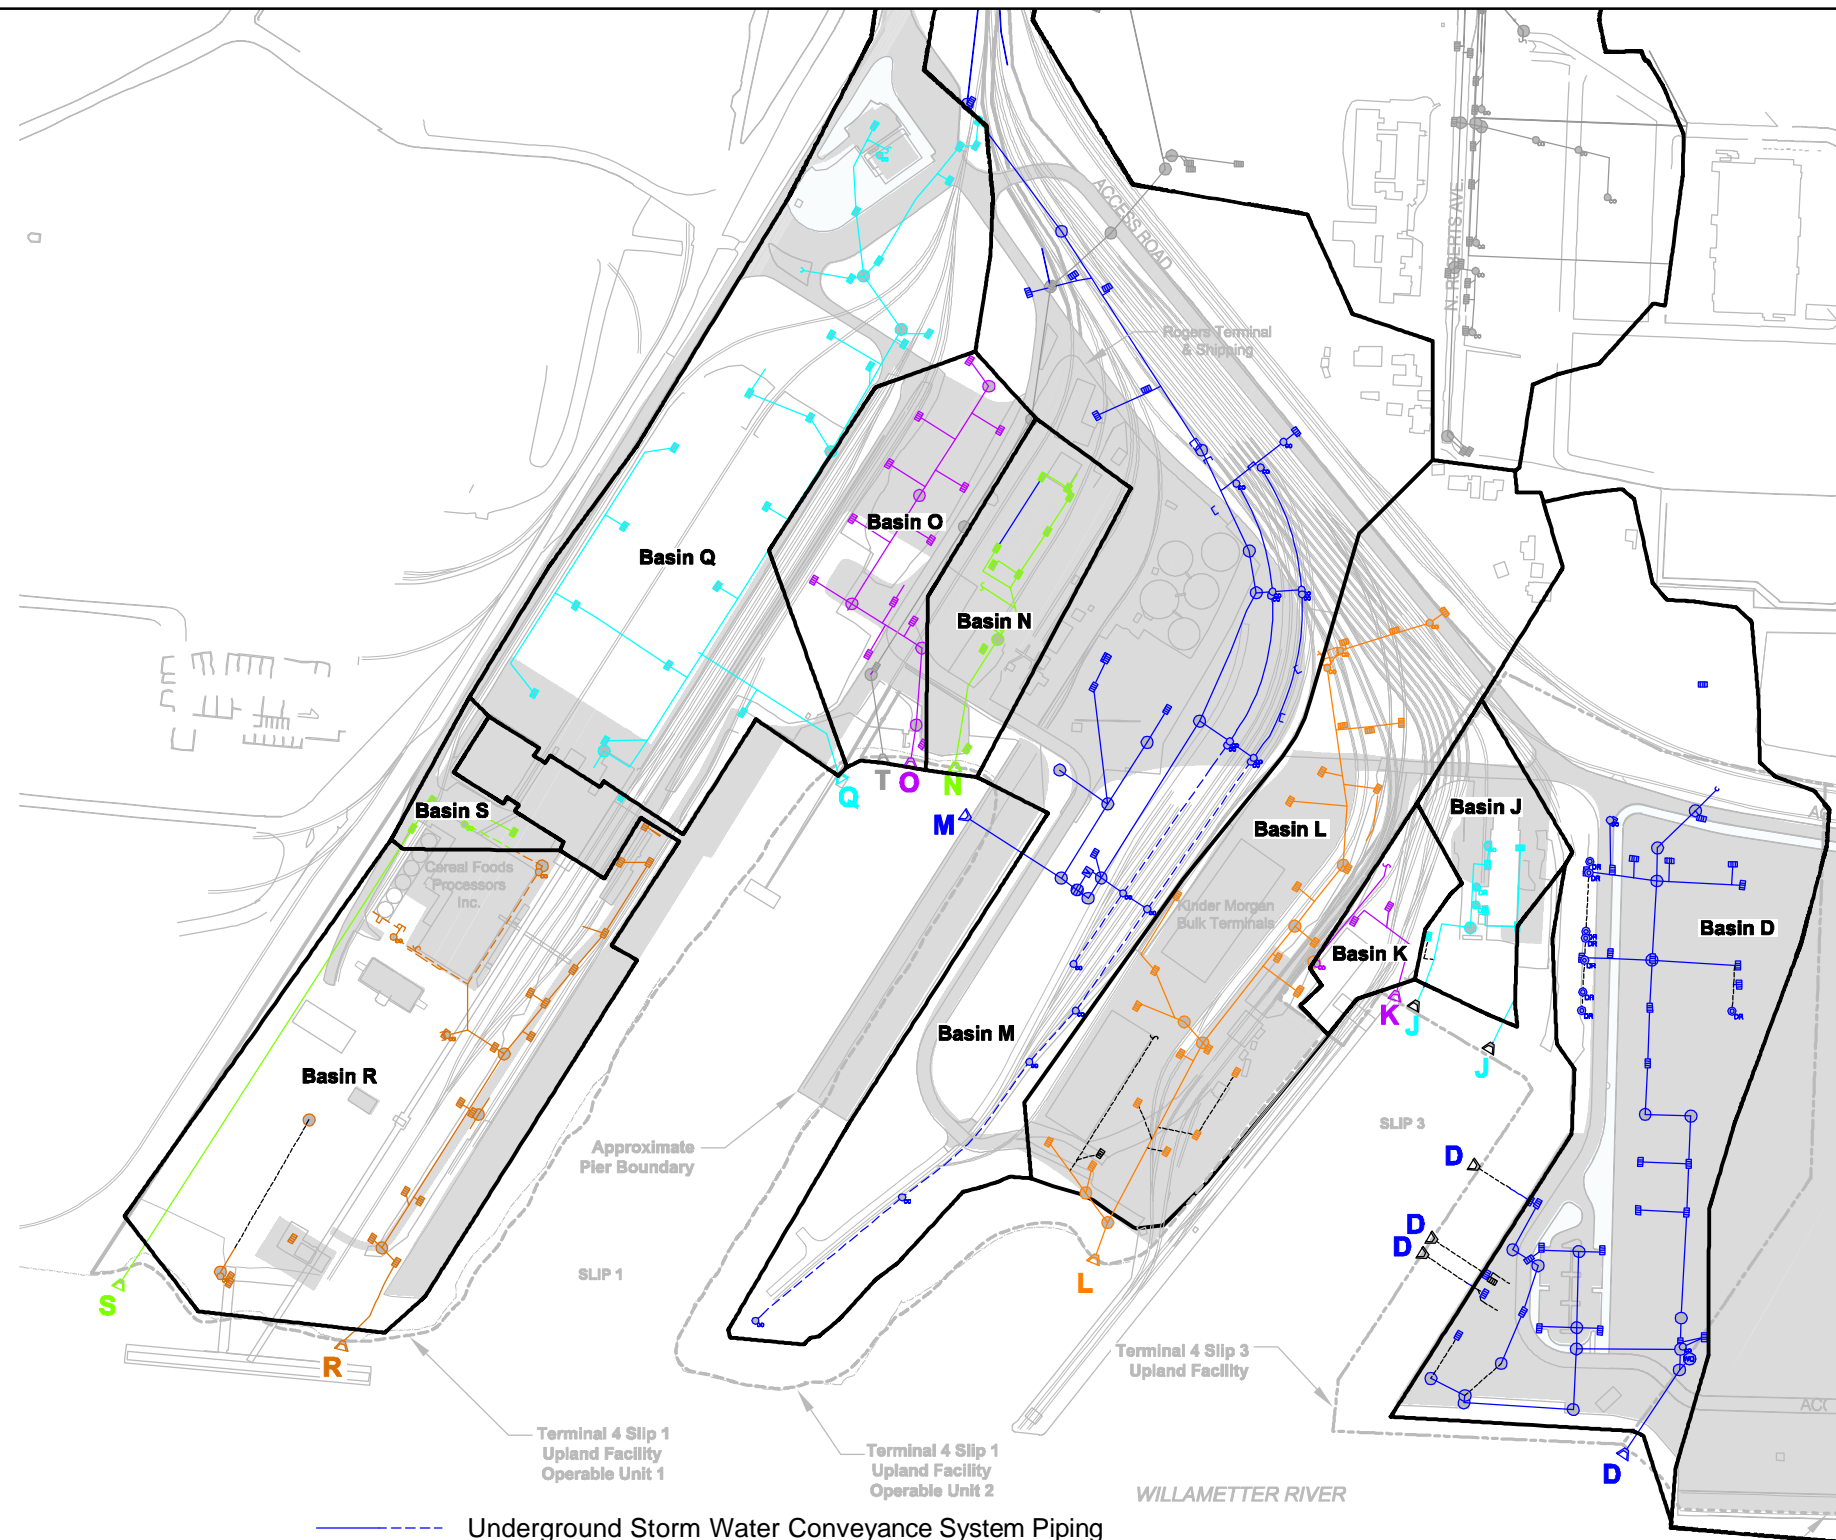 ACCESS ROAD
N. ROBERTS AVE.
Rogers Terminal
& Shipping
Basin O
Basin Q
Basin N
Basin S
Basin L
Basin J
Cereal Foods
Processors
Inc.
Kinder Morgan
Bulk Terminals
Basin K
Basin D
Basin M
Basin R
T
O
N
Q
M
K
J
J
SLIP 3
Approximate
Pier Boundary
D
D
D
L
SLIP 1
S
R
Terminal 4 Slip 3
Upland Facility
Terminal 4 Slip 1
Upland Facility
Operable Unit 1
Terminal 4 Slip 1
Upland Facility
Operable Unit 2
D
WILLAMETTER RIVER
Underground Storm Water Conveyance System Piping